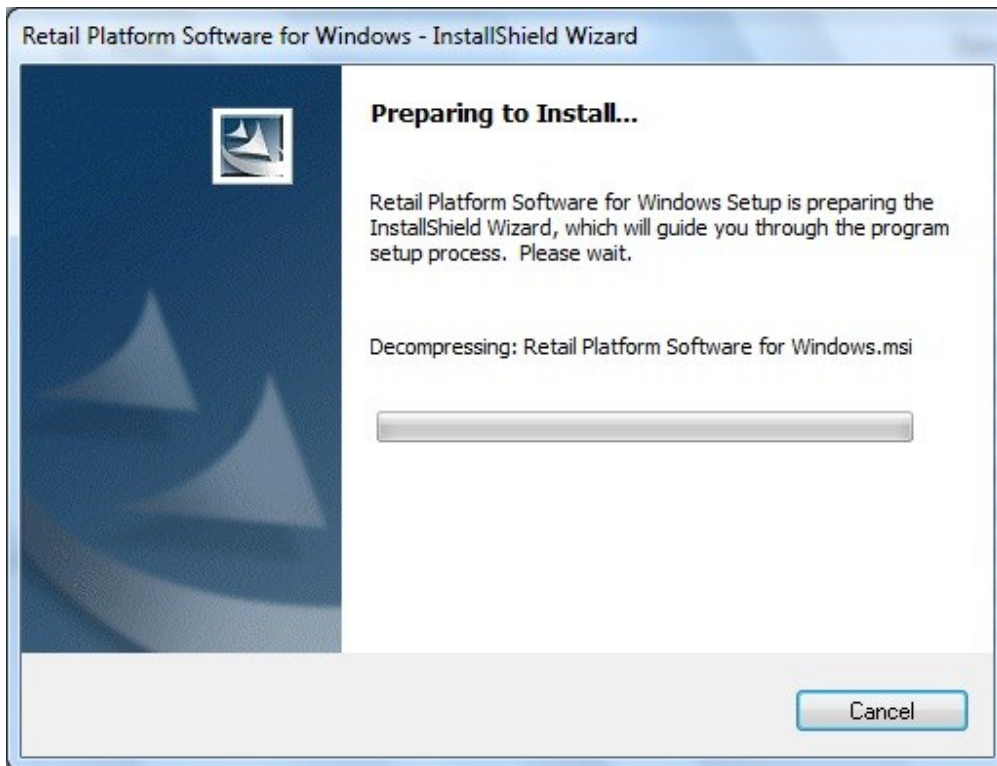 Retail Platform Software for Windows - InstallShield Wizard
Preparing to Install...
Retail Platform Software for Windows Setup is preparing the
InstallShield Wizard, which will guide you through the program
setup process.  Please wait.
Decompressing: Retail Platform Software for Windows.msi
Cancel